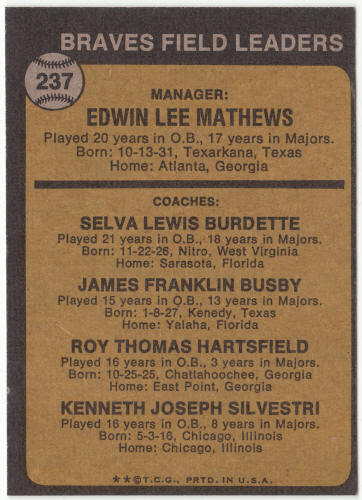 BRAVES FIELD LEADERS
237
MANAGER:
EDWIN LEE MATHEWS
Played 20 years in O.B., 17 years in Majors.
Born: 10-13-31, Texarkana, Texas
Home: Atlanta, Georgia
COACHES:
SELVA LEWIS BURDETTE
Played 21 years in O.B., 18 years in Majors.
Born: 11-22-26, Nitro, West Virginia
Home: Sarasota, Florida
JAMES FRANKLIN BUSBY
Played 15 years in O.B., 13 years in Majors.
Born: 1-8-27, Kenedy, Texas
Home: Yalaha, Florida
ROY THOMAS HARTSFIELD
Played 16 years in O.B., 3 years in Majors.
Born: 10-25-25, Chattahoochee, Georgia
Home: East Point, Georgia
KENNETH JOSEPH SILVESTRI
Played 16 years in O.B., 8 years in Majors.
Born: 5-3-16, Chicago, Illinois
Home: Chicago, Illinois
**©T.C.G., PRTD. IN U.S.A.